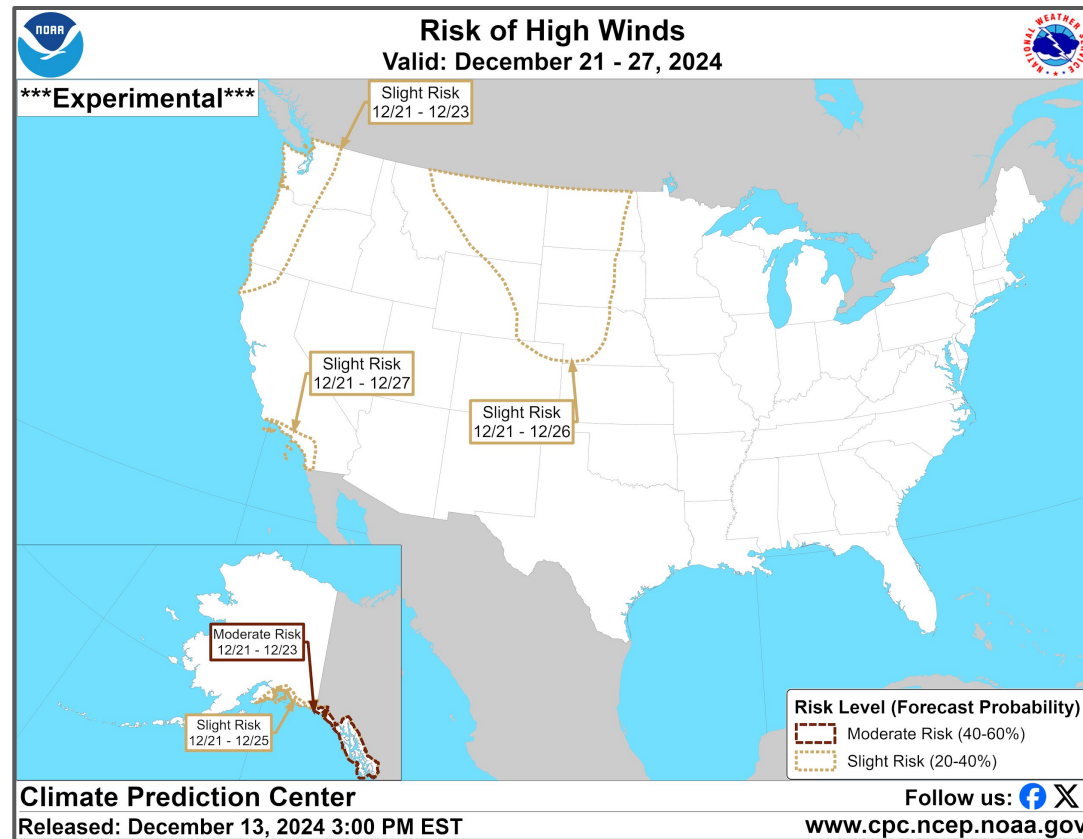 NOAA
Risk of High Winds
Valid: December 21 - 27, 2024
NATIONAL WEATHER SERVICE
***Experimental***
Slight Risk
12/21 - 12/23
Slight Risk
12/21 - 12/27
Slight Risk
12/21 - 12/26
Moderate Risk
12/21 - 12/23
Slight Risk
12/21 - 12/25
Risk Level (Forecast Probability)
Moderate Risk (40-60%)
Slight Risk (20-40%)
Climate Prediction Center
Follow us:
Released: December 13, 2024 3:00 PM EST
www.cpc.ncep.noaa.gov